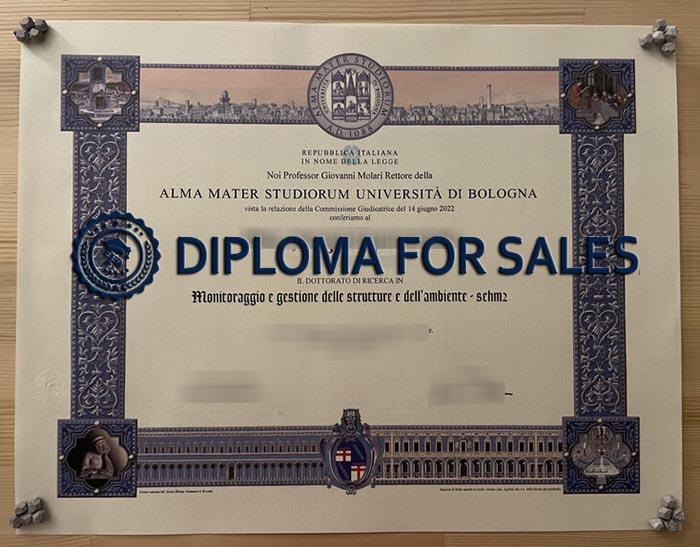 ALMA MATER STUDIORUM
A.D. 1088
REPUBBLICA ITALIANA
IN NOME DELLA LEGGE
Noi Professor Giovanni Molari Rettore della
ALMA MATER STUDIORUM UNIVERSITÀ DI BOLOGNA
vista la relazione della Commissione Giudicatrice del 14 giugno 2022
conferiamo al
DIPLOMA FOR SALES
IL DOTTORATO DI RICERCA IN
Monitoraggio e gestione delle strutture e dell'ambiente - sehm2